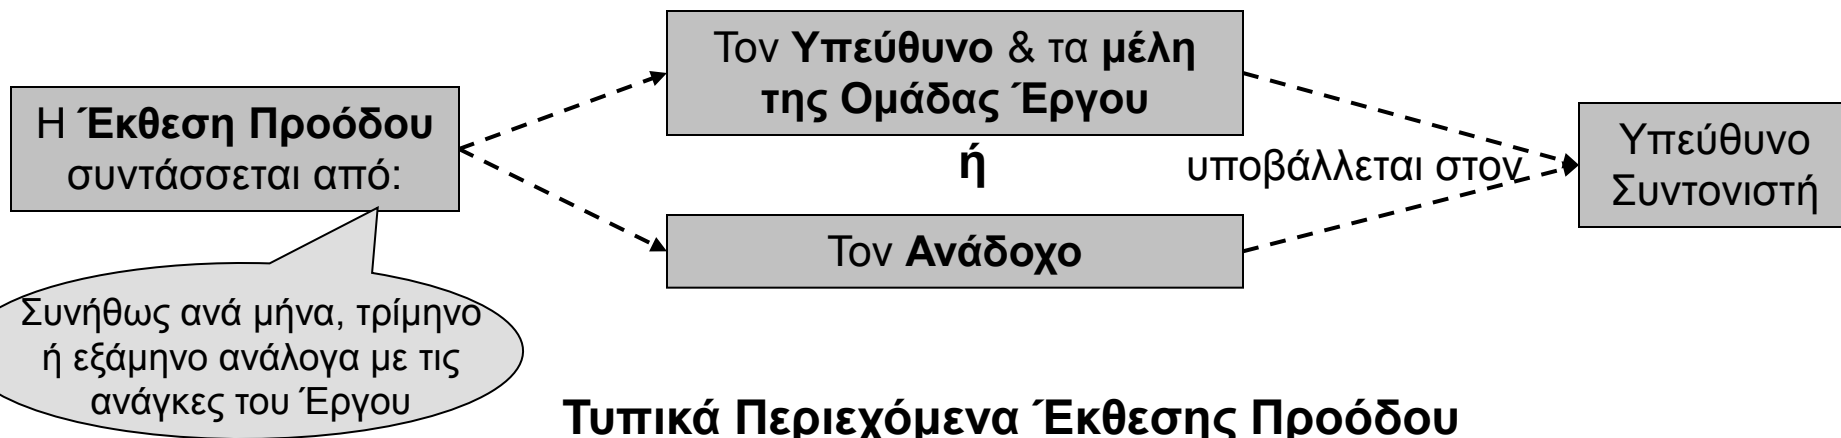 Η Έκθεση Προόδου
συντάσσεται από:
Τον Υπεύθυνο & τα μέλη
της Ομάδας Έργου
ή
Τον Ανάδοχο
υποβάλλεται στον
Υπεύθυνο
Συντονιστή
Συνήθως ανά μήνα, τρίμηνο
ή εξάμηνο ανάλογα με τις
ανάγκες του Έργου
Τυπικά Περιεχόμενα Έκθεσης Προόδου